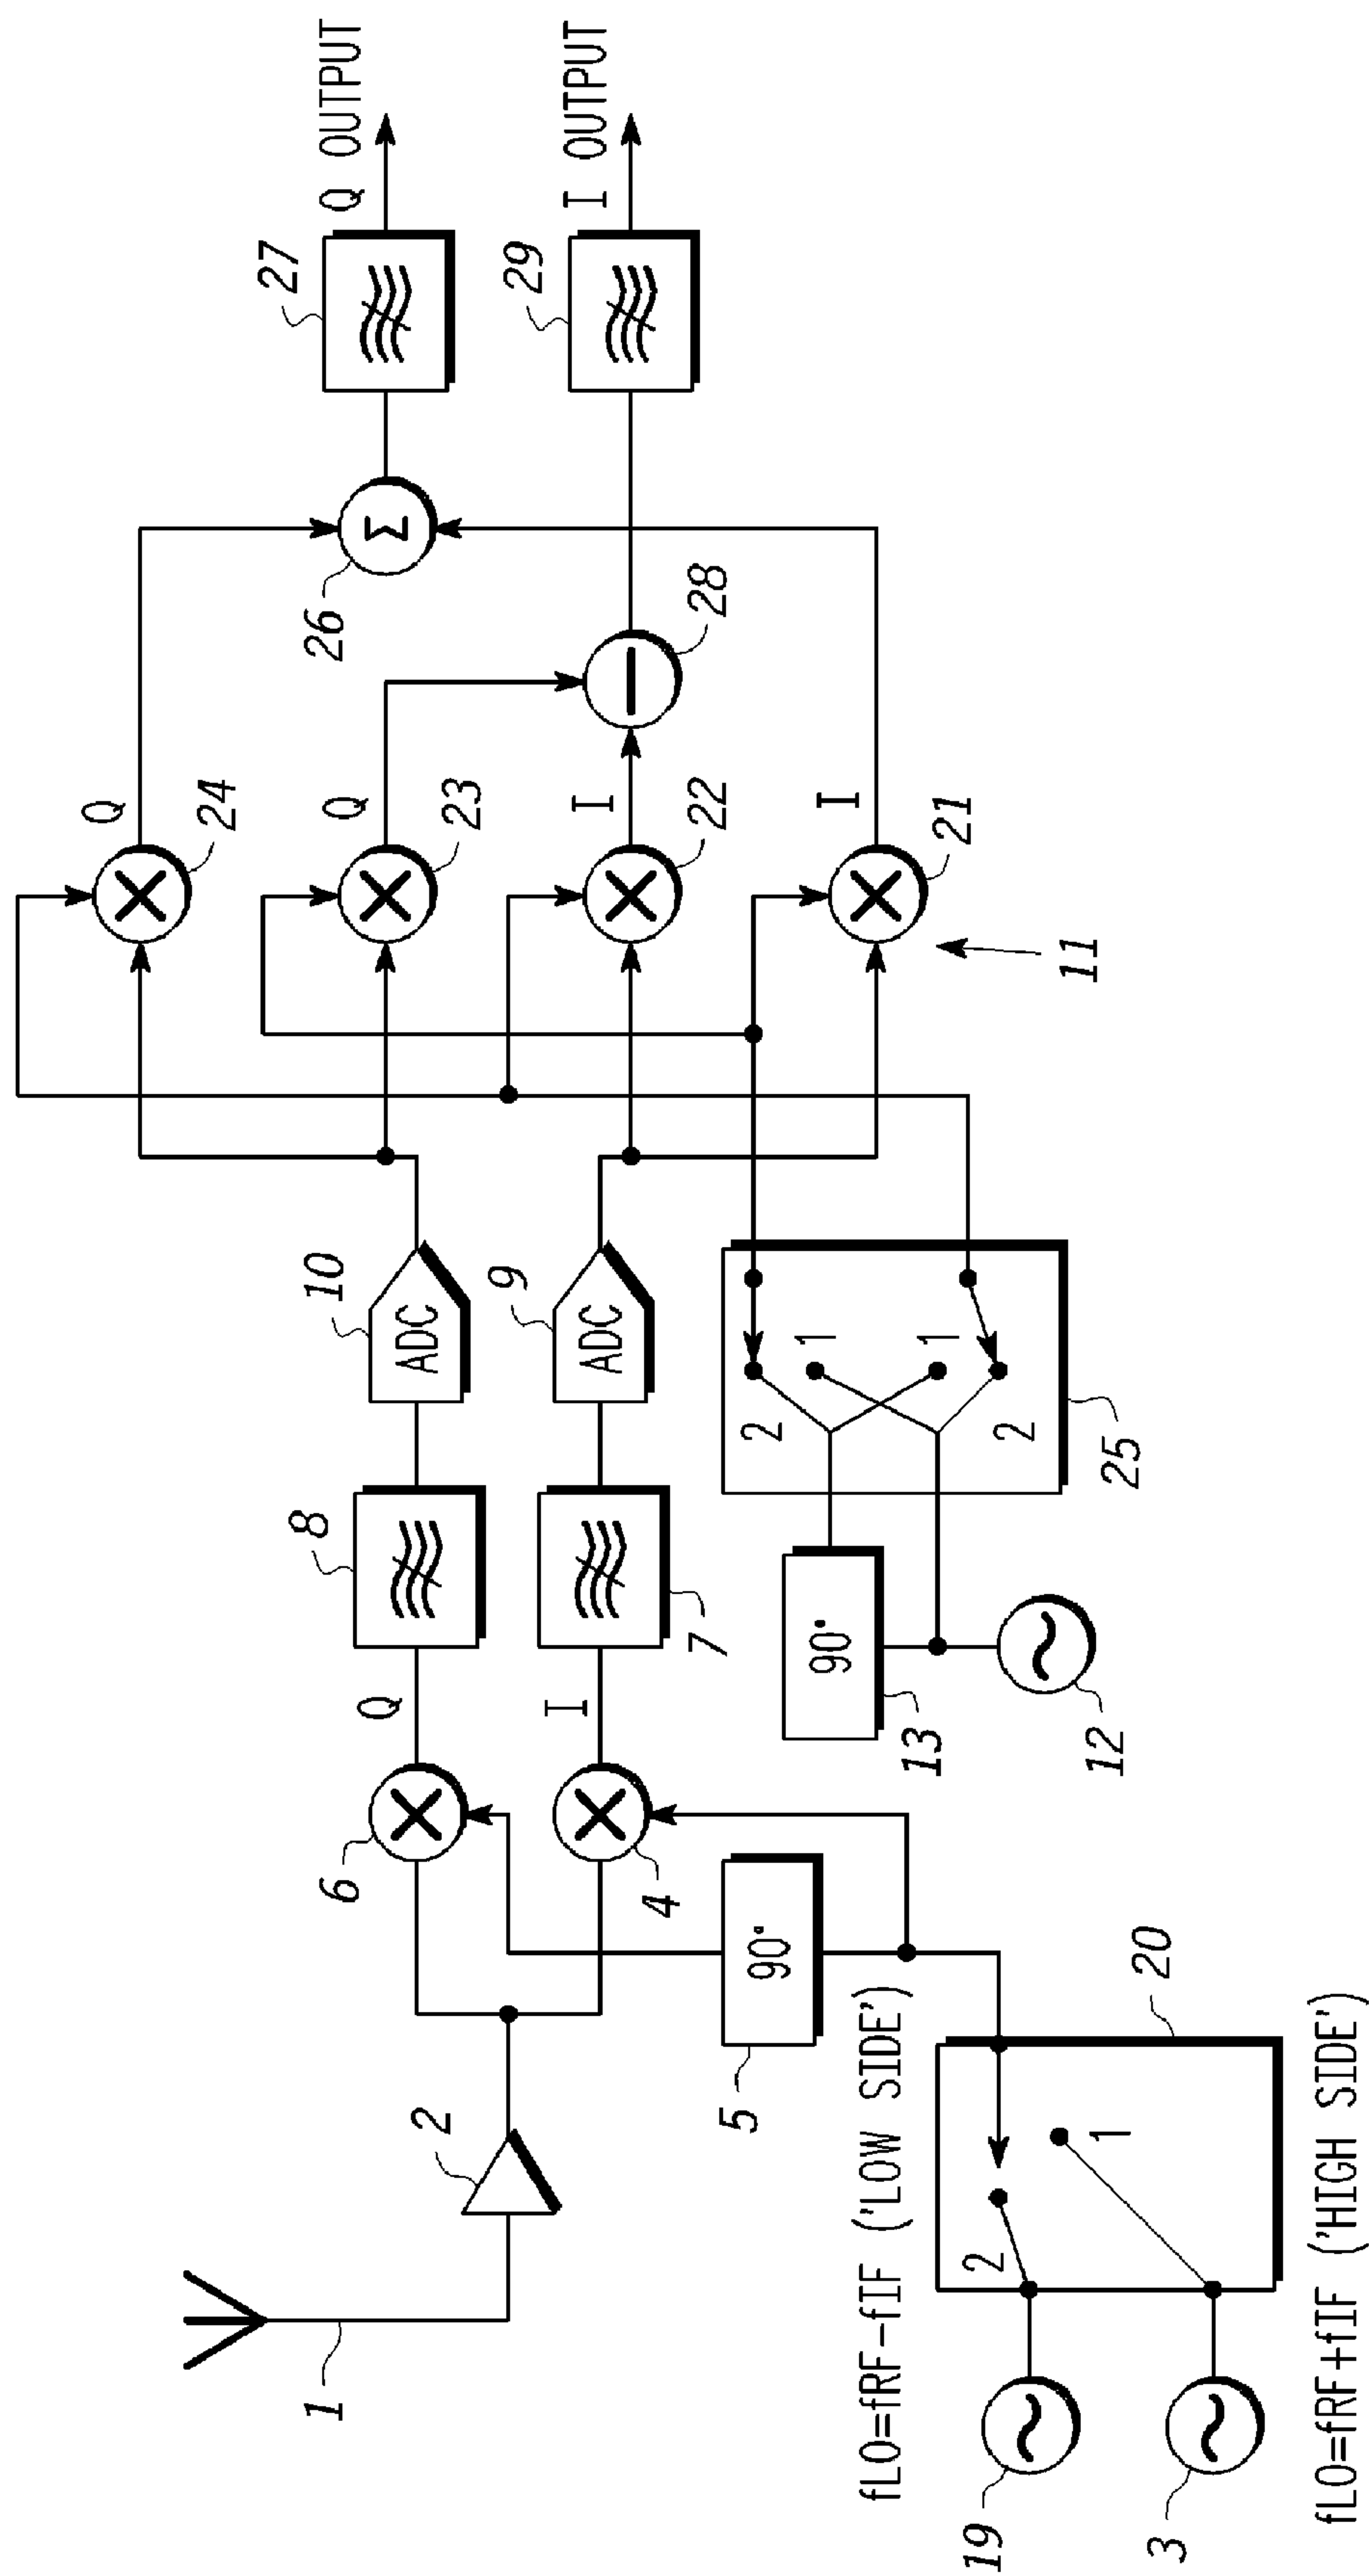 Q OUTPUT
I OUTPUT
27
29
26
28
Q
24
Q
23
I
22
I
21
11
10
ADC
9
ADC
2
1
1
2
25
8
7
Q
I
90°
13
12
6
4
90°
5
2
1
fLO=fRF-fIF ('LOW SIDE')
20
2
1
19
3
fLO=fRF+fIF ('HIGH SIDE')
Σ